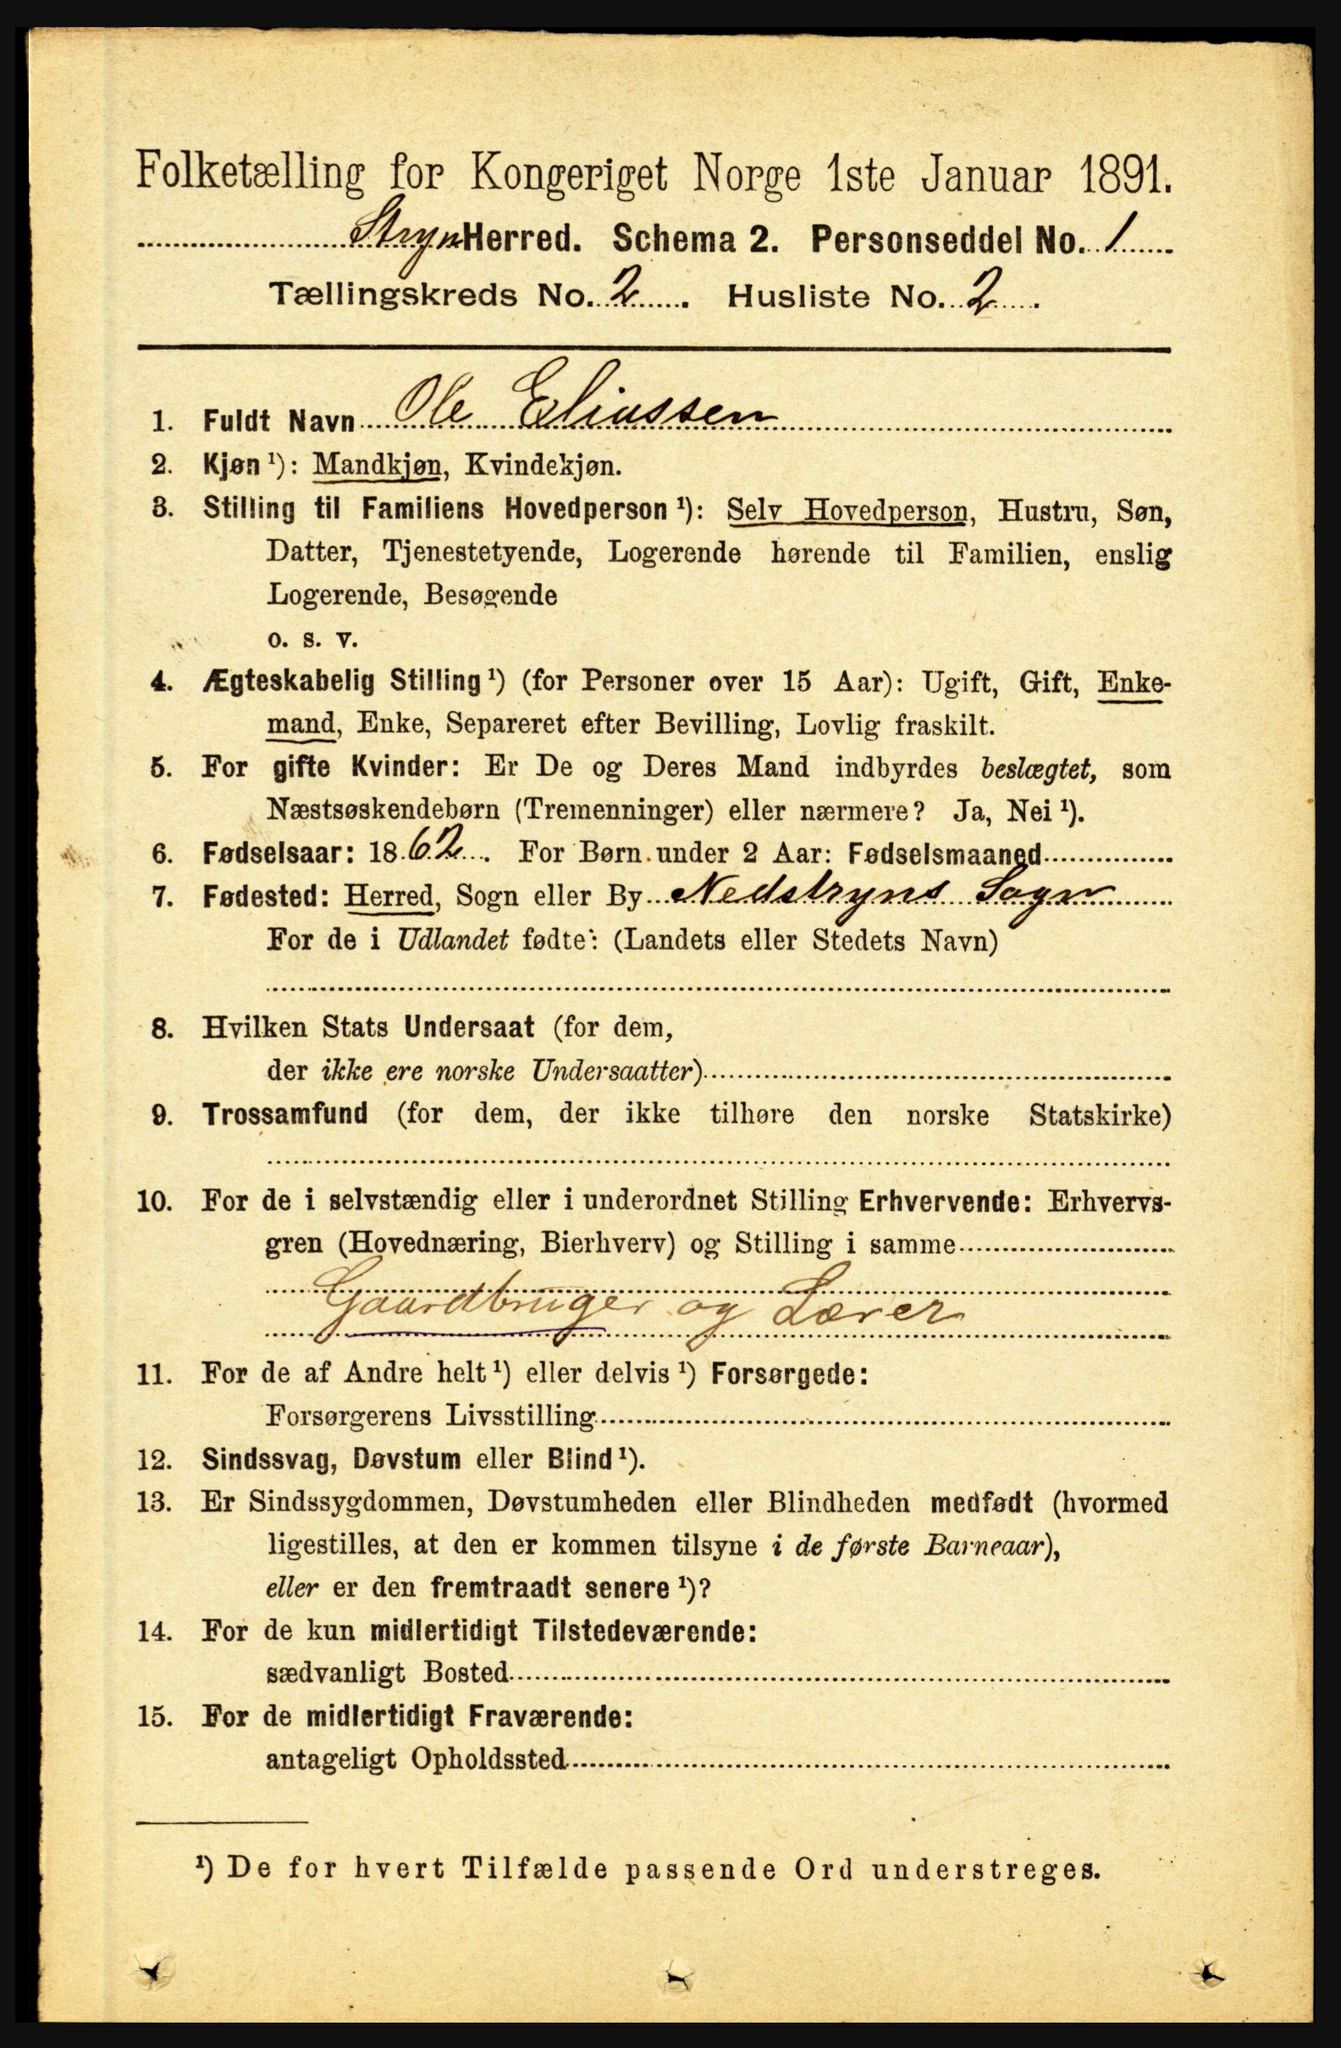 Folketælling for Kongeriget Norge 1ste Januar 1891.
Stryn Herred. Schema 2. Personseddel No. 1
Tællingskreds No. 2. Husliste No. 2.
1. Fuldt Navn Ole Eliassen
2. Kjøn ¹): Mandkjøn, Kvindekjøn.
3. Stilling til Familiens Hovedperson ¹): Selv Hovedperson, Hustru, Søn,
Datter, Tjenestetyende, Logerende hørende til Familien, enslig
Logerende, Besøgende
o. s. v.
4. Ægteskabelig Stilling ¹) (for Personer over 15 Aar): Ugift, Gift, Enke-
mand, Enke, Separeret efter Bevilling, Lovlig fraskilt.
5. For gifte Kvinder: Er De og Deres Mand indbyrdes beslægtet, som
Næstsøskendebørn (Tremenninger) eller nærmere? Ja, Nei ¹).
6. Fødselsaar: 1862. For Børn under 2 Aar: Fødselsmaaned
7. Fødested: Herred, Sogn eller By Nedstryns Sogn
For de i Udlandet fødte: (Landets eller Stedets Navn)
8. Hvilken Stats Undersaat (for dem,
der ikke ere norske Undersaatter)
9. Trossamfund (for dem, der ikke tilhøre den norske Statskirke)
10. For de i selvstændig eller i underordnet Stilling Erhvervende: Erhvervs-
gren (Hovednæring, Bierhverv) og Stilling i samme
Gaardbruger og Lærer
11. For de af Andre helt ¹) eller delvis ¹) Forsørgede:
Forsørgerens Livsstilling
12. Sindssvag, Døvstum eller Blind ¹).
13. Er Sindssygdommen, Døvstumheden eller Blindheden medfødt (hvormed
ligestilles, at den er kommen tilsyne i de første Barneaar),
eller er den fremtraadt senere ¹)?
14. For de kun midlertidigt Tilstedeværende:
sædvanligt Bosted
15. For de midlertidigt Fraværende:
antageligt Opholdssted
¹) De for hvert Tilfælde passende Ord understreges.